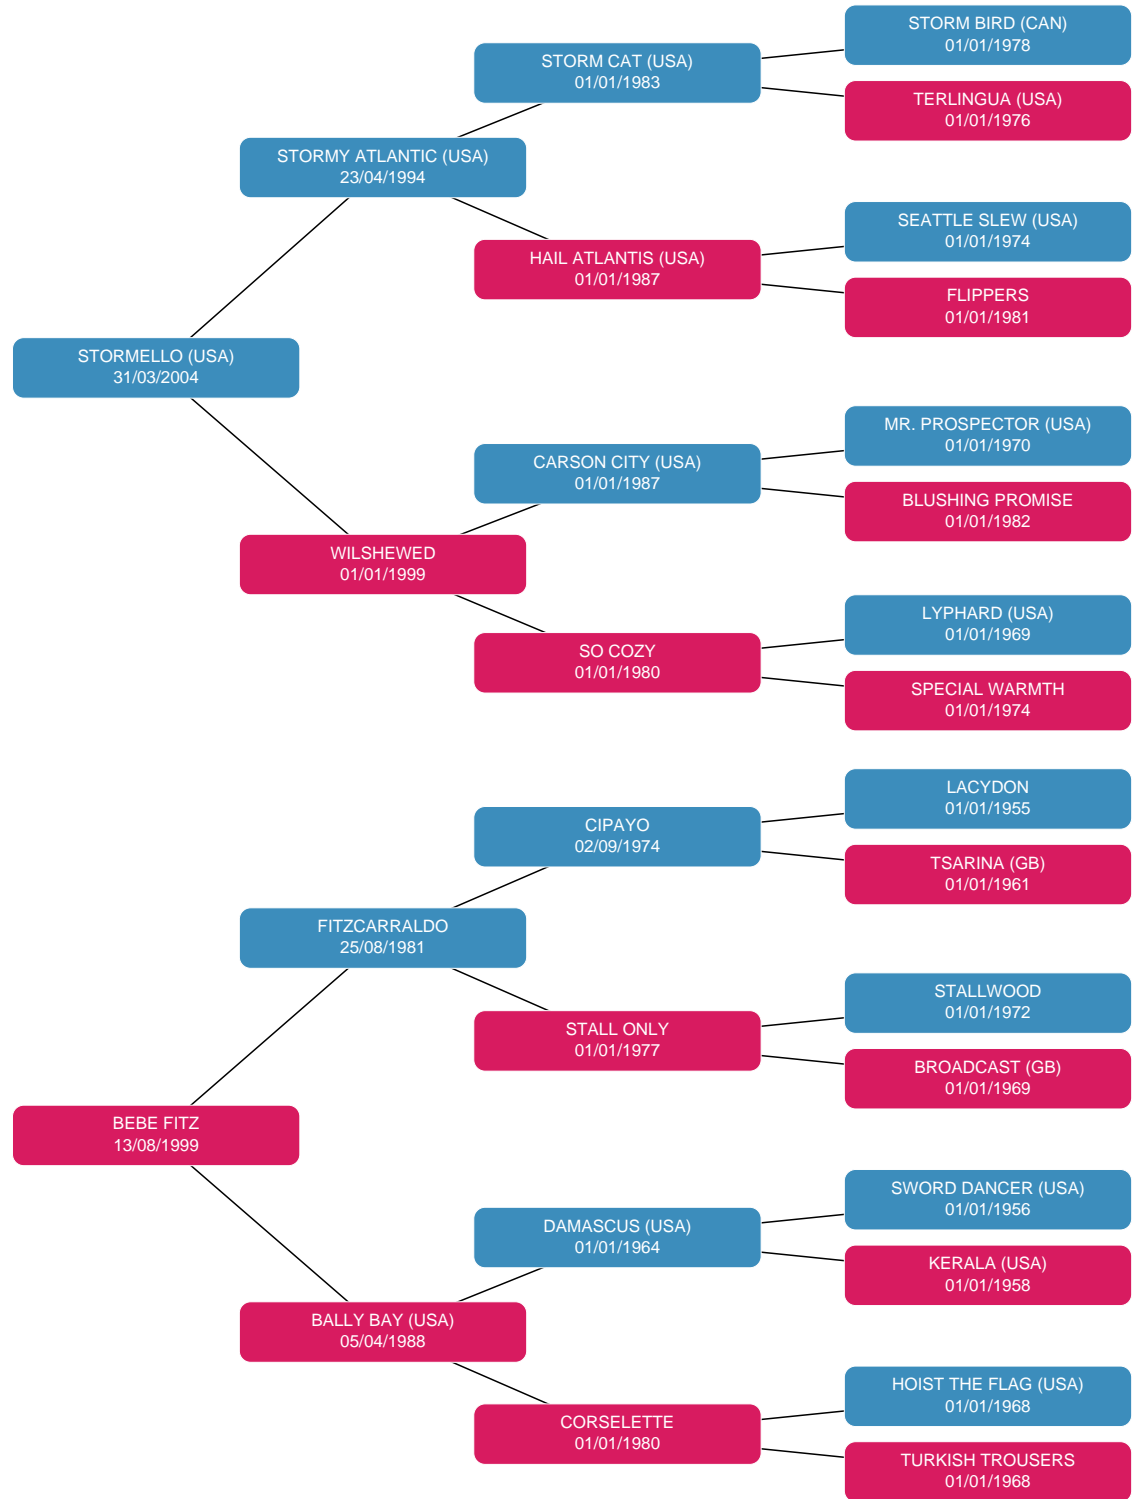 STORM BIRD (CAN)
01/01/1978
STORM CAT (USA)
01/01/1983
TERLINGUA (USA)
01/01/1976
STORMY ATLANTIC (USA)
23/04/1994
SEATTLE SLEW (USA)
01/01/1974
HAIL ATLANTIS (USA)
01/01/1987
FLIPPERS
01/01/1981
STORMELLO (USA)
31/03/2004
MR. PROSPECTOR (USA)
01/01/1970
CARSON CITY (USA)
01/01/1987
BLUSHING PROMISE
01/01/1982
WILSHEWED
01/01/1999
LYPHARD (USA)
01/01/1969
SO COZY
01/01/1980
SPECIAL WARMTH
01/01/1974
LACYDON
01/01/1955
CIPAYO
02/09/1974
TSARINA (GB)
01/01/1961
FITZCARRALDO
25/08/1981
STALLWOOD
01/01/1972
STALL ONLY
01/01/1977
BROADCAST (GB)
01/01/1969
BEBE FITZ
13/08/1999
SWORD DANCER (USA)
01/01/1956
DAMASCUS (USA)
01/01/1964
KERALA (USA)
01/01/1958
BALLY BAY (USA)
05/04/1988
HOIST THE FLAG (USA)
01/01/1968
CORSELETTE
01/01/1980
TURKISH TROUSERS
01/01/1968